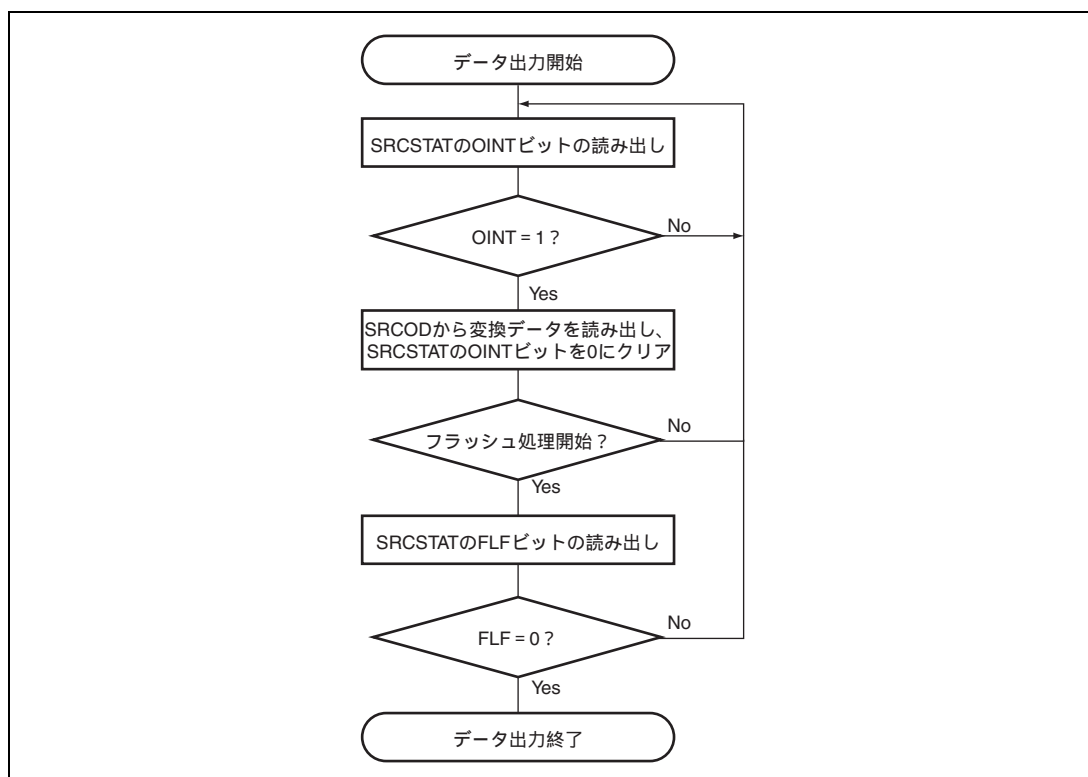 データ出力開始
SRCSTATのOINTビットの読み出し
OINT = 1?
No
Yes
SRCODから変換データを読み出し、
SRCSTATのOINTビットを0にクリア
フラッシュ処理開始?
No
Yes
SRCSTATのFLFビットの読み出し
FLF = 0?
No
Yes
データ出力終了